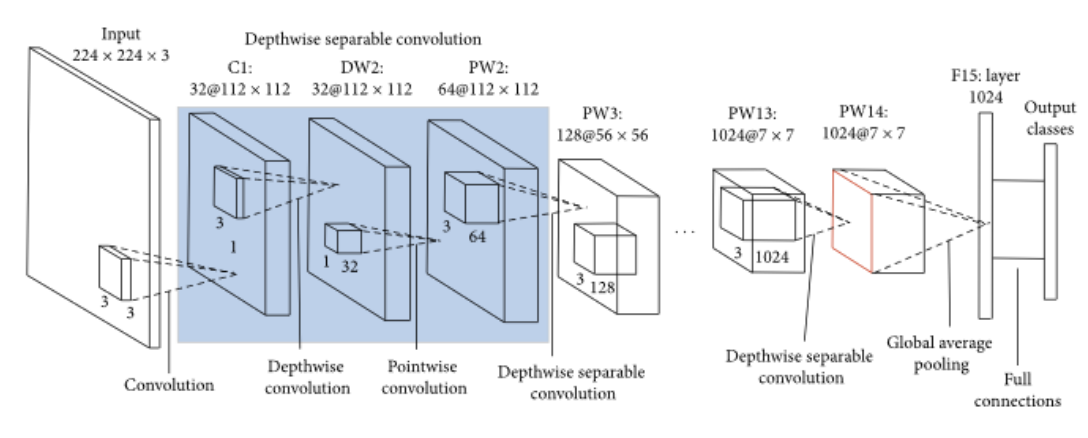 Input
224 × 224 × 3
Depthwise separable convolution
C1:
32@112 × 112
DW2:
32@112 × 112
PW2:
64@112 × 112
PW3:
128@56 × 56
PW13:
1024@7 × 7
PW14:
1024@7 × 7
F15: layer
1024
Output
classes
3
3
3
1
1
32
3
64
3
128
...
3
1024
Convolution
Depthwise
convolution
Pointwise
convolution
Depthwise separable
convolution
Depthwise separable
convolution
Global average
pooling
Full
connections